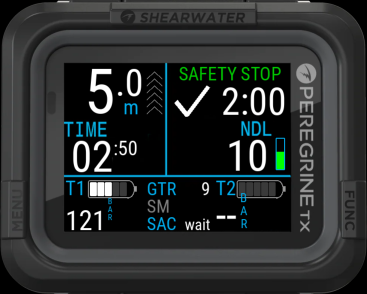 SHEARWATER
5.0 m
SAFETY STOP
2:00
TIME
02:50
NDL
10
T1
BAR
121
GTR 9
SM
SAC wait
T2
BAR
--
PEREGRINE TX
MENU
FUNC